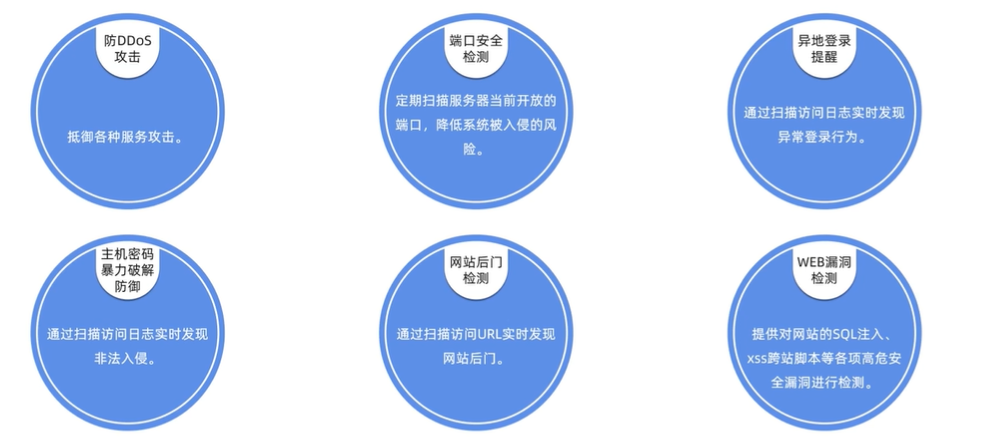 防DDoS
攻击
抵御各种服务攻击。
端口安全
检测
定期扫描服务器当前开放的
端口，降低系统被入侵的风
险。
异地登录
提醒
通过扫描访问日志实时发现
异常登录行为。
主机密码
暴力破解
防御
通过扫描访问日志实时发现
非法入侵。
网站后门
检测
通过扫描访问URL实时发现
网站后门。
WEB漏洞
检测
提供对网站的SQL注入、
xss跨站脚本等各项高危安
全漏洞进行检测。